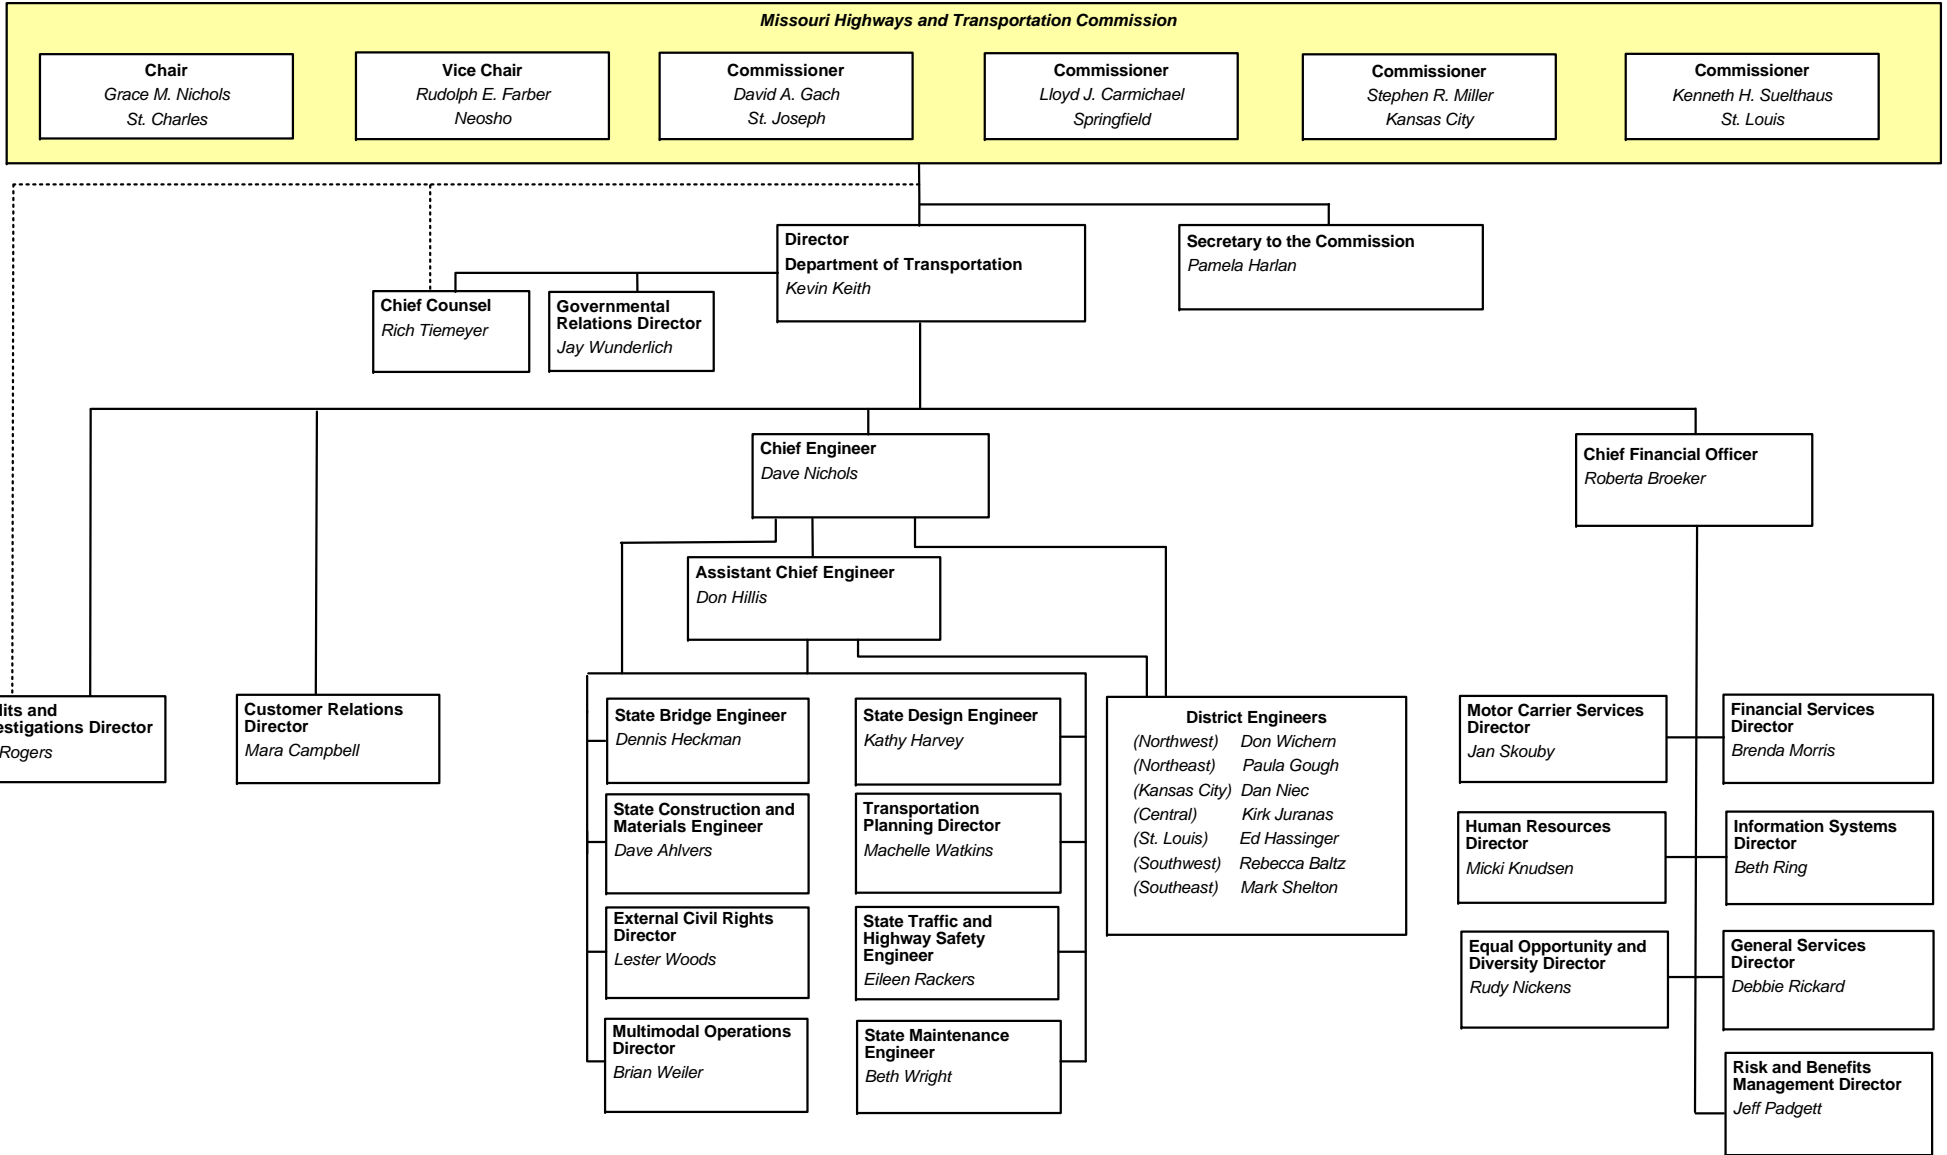 Missouri Highways and Transportation Commission
Chair
Grace M. Nichols
St. Charles
Vice Chair
Rudolph E. Farber
Neosho
Commissioner
David A. Gach
St. Joseph
Commissioner
Lloyd J. Carmichael
Springfield
Commissioner
Stephen R. Miller
Kansas City
Commissioner
Kenneth H. Suelthaus
St. Louis
Director
Department of Transportation
Kevin Keith
Secretary to the Commission
Pamela Harlan
Chief Counsel
Rich Tiemeyer
Governmental
Relations Director
Jay Wunderlich
Chief Engineer
Dave Nichols
Chief Financial Officer
Roberta Broeker
Assistant Chief Engineer
Don Hillis
and
Director
Rogers
Customer Relations
Director
Mara Campbell
State Bridge Engineer
Dennis Heckman
State Design Engineer
Kathy Harvey
State Construction and
Materials Engineer
Dave Ahlvers
Transportation
Planning Director
Machelle Watkins
External Civil Rights
Director
Lester Woods
State Traffic and
Highway Safety
Engineer
Eileen Rackers
Multimodal Operations
Director
Brian Weiler
State Maintenance
Engineer
Beth Wright
District Engineers
(Northwest) Don Wichern
(Northeast) Paula Gough
(Kansas City) Dan Niec
(Central) Kirk Juranas
(St. Louis) Ed Hassinger
(Southwest) Rebecca Baltz
(Southeast) Mark Shelton
Motor Carrier Services
Director
Jan Skouby
Financial Services
Director
Brenda Morris
Human Resources
Director
Micki Knudsen
Information Systems
Director
Beth Ring
Equal Opportunity and
Diversity Director
Rudy Nickens
General Services
Director
Debbie Rickard
Risk and Benefits
Management Director
Jeff Padgett